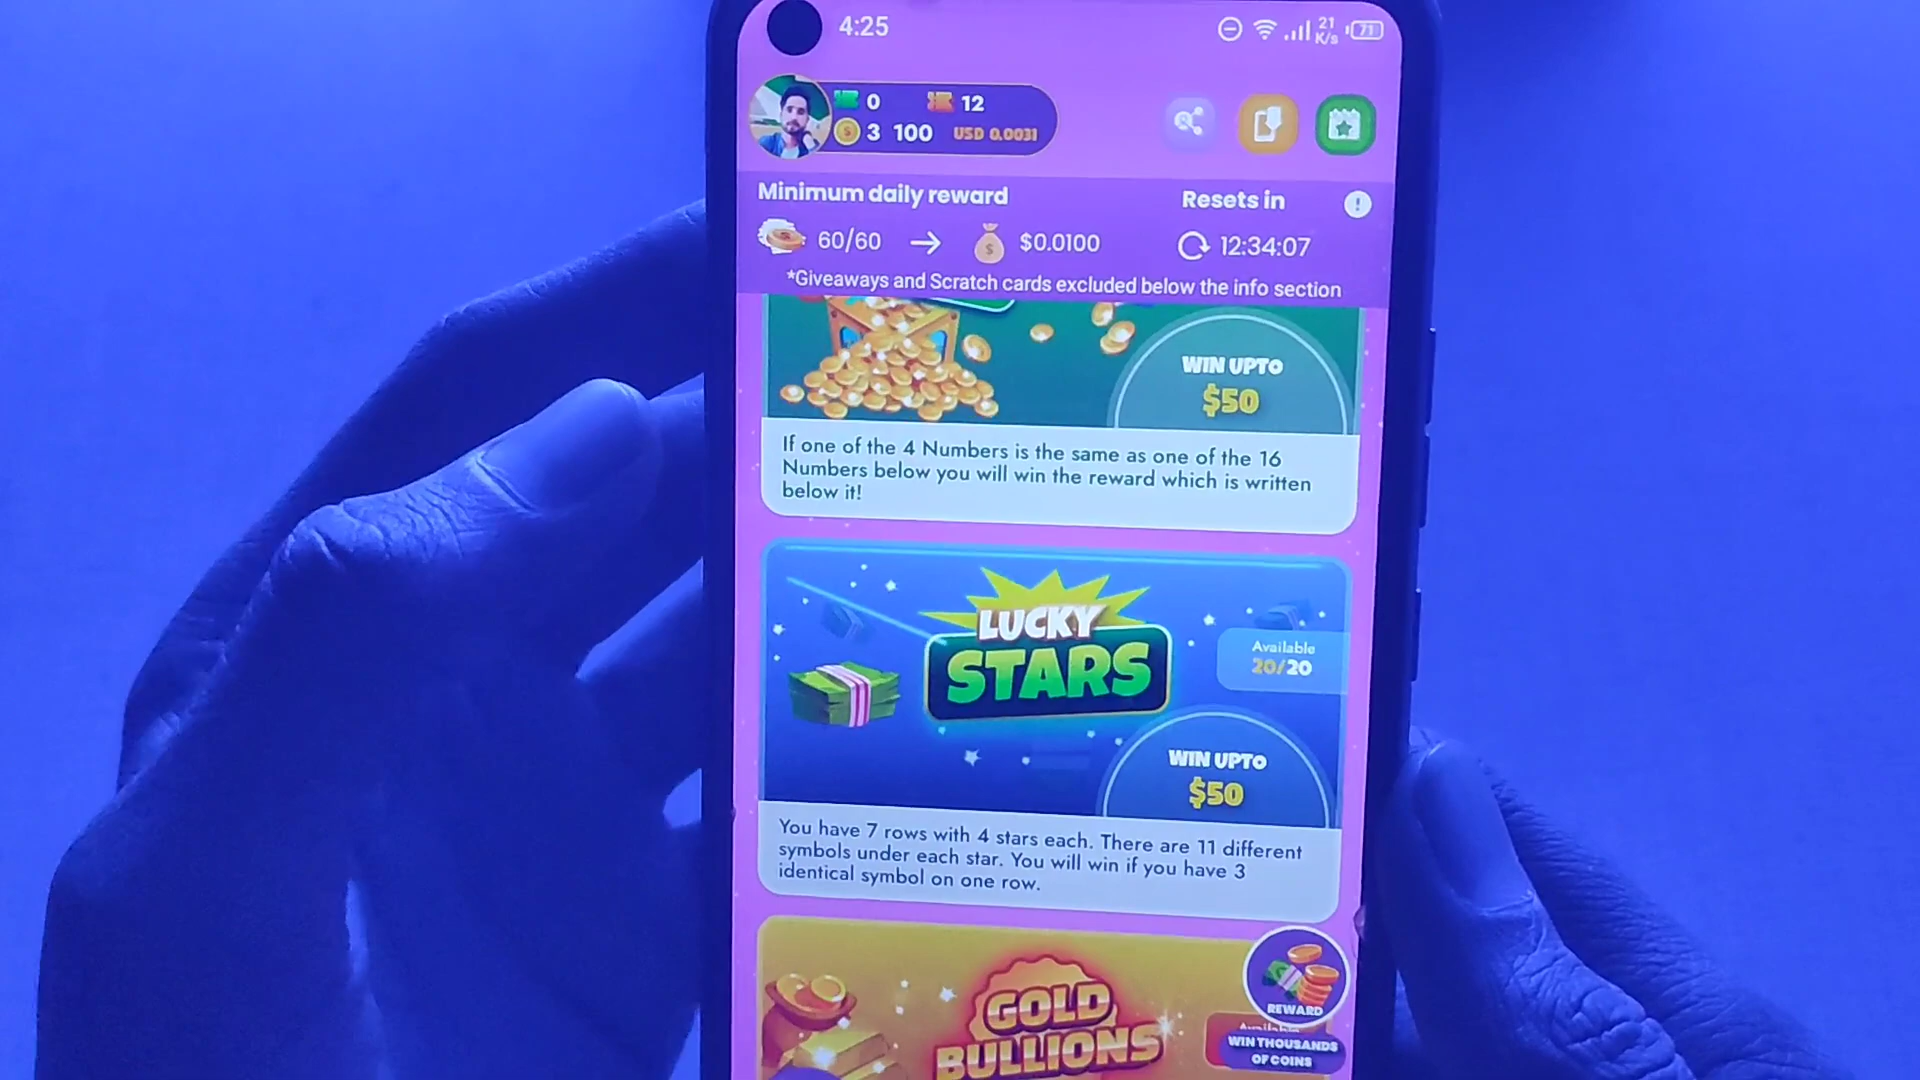 4:25
21
K/s
71
0
12
3 100 USD 0.0031
Minimum daily reward
Resets in
60/60
$0.0100
12:34:07
*Giveaways and Scratch cards excluded below the info section
WIN UPTO
$50
If one of the 4 Numbers is the same as one of the 16
Numbers below you will win the reward which is written
below it!
LUCKY
STARS
Available
20/20
WIN UPTO
$50
You have 7 rows with 4 stars each. There are 11 different
symbols under each star. You will win if you have 3
identical symbol on one row.
GOLD
BULLIONS
REWARD
Available
WIN THOUSANDS
OF COINS